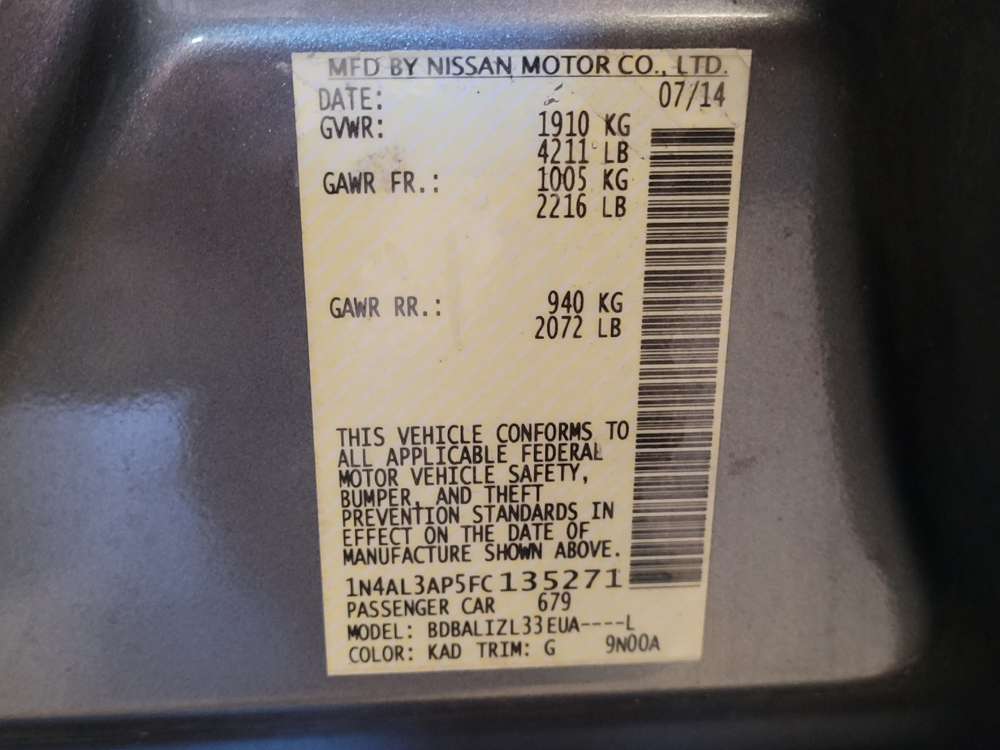 MFD BY NISSAN MOTOR CO., LTD.
DATE: 07/14
GVWR: 1910 KG
4211 LB
GAWR FR.: 1005 KG
2216 LB
GAWR RR.: 940 KG
2072 LB
THIS VEHICLE CONFORMS TO
ALL APPLICABLE FEDERAL
MOTOR VEHICLE SAFETY,
BUMPER, AND THEFT
PREVENTION STANDARDS IN
EFFECT ON THE DATE OF
MANUFACTURE SHOWN ABOVE.
1N4AL3AP5FC135271
PASSENGER CAR 679
MODEL: BDBALIZL33EUA----L
COLOR: KAD TRIM: G 9N00A